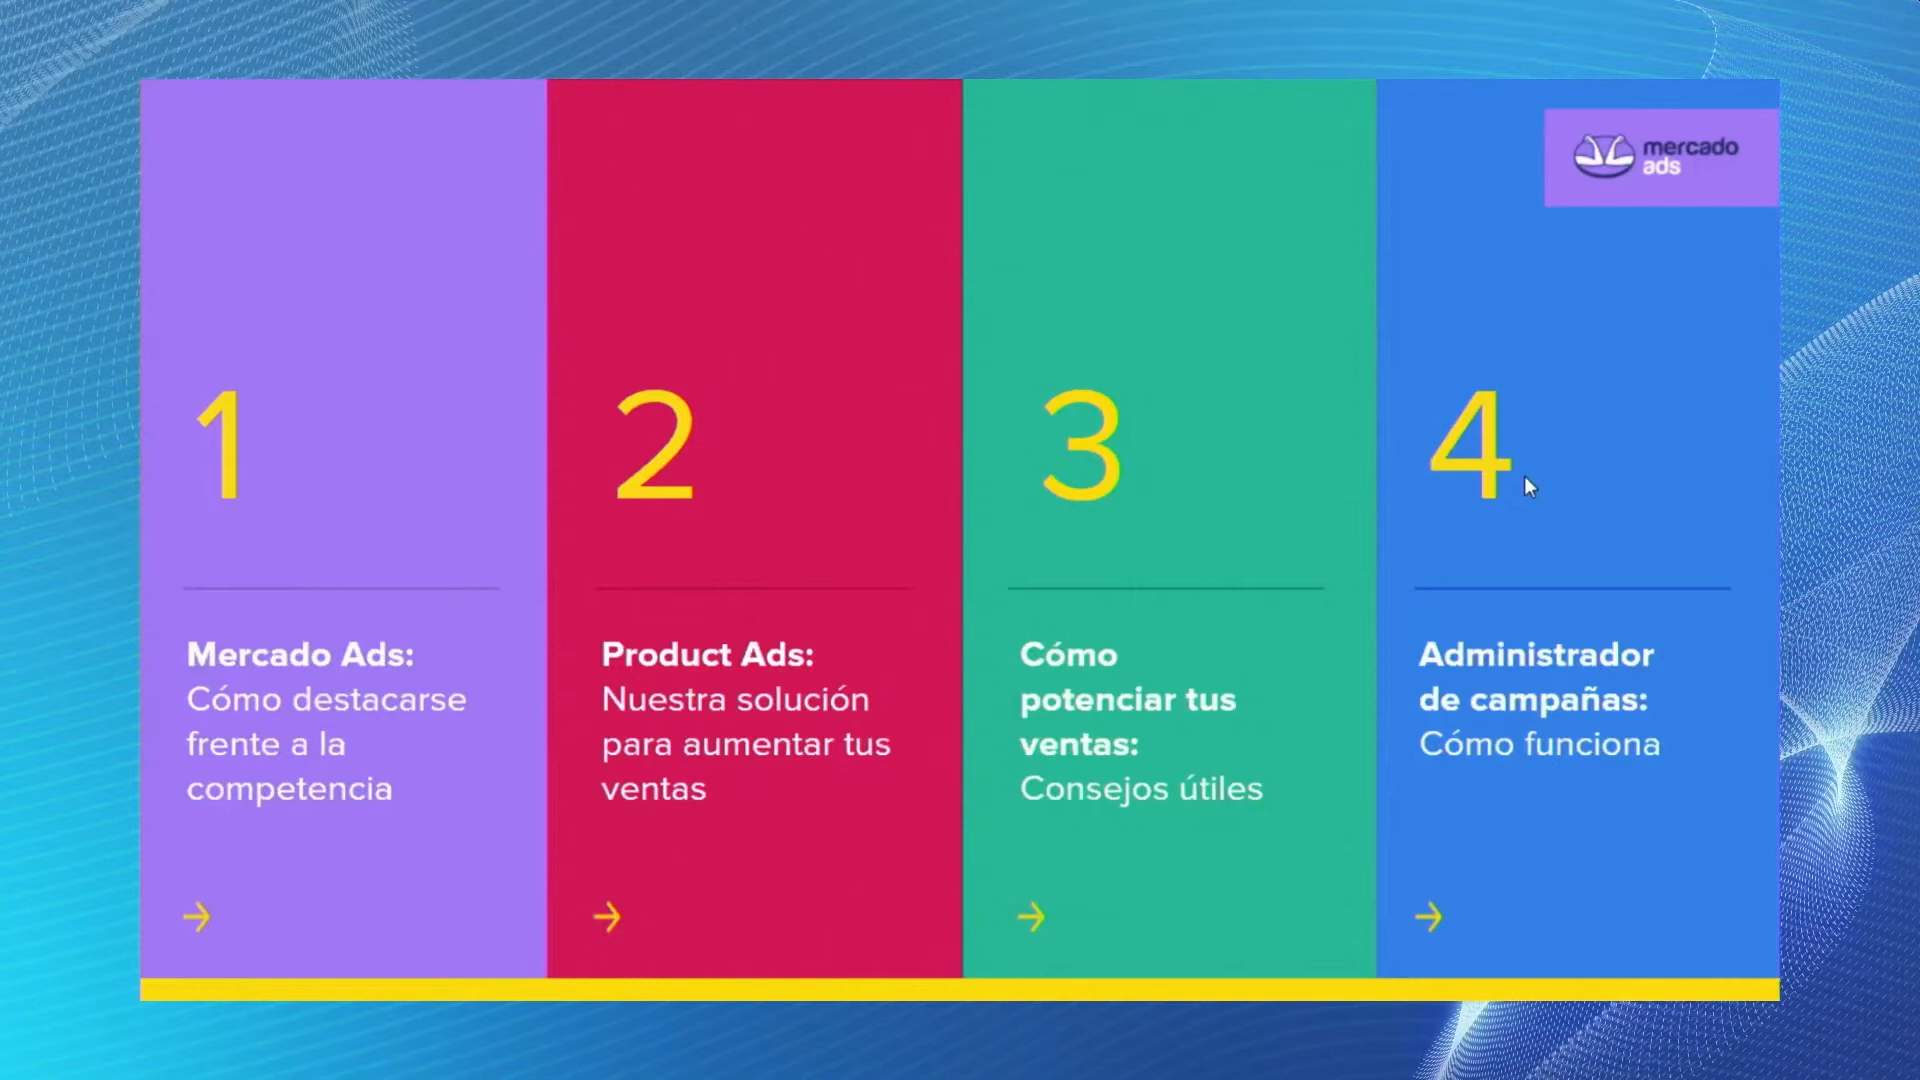 mercado
ads
1
Mercado Ads:
Cómo destacarse
frente a la
competencia
2
Product Ads:
Nuestra solución
para aumentar tus
ventas
3
Cómo
potenciar tus
ventas:
Consejos útiles
4
Administrador
de campañas:
Cómo funciona